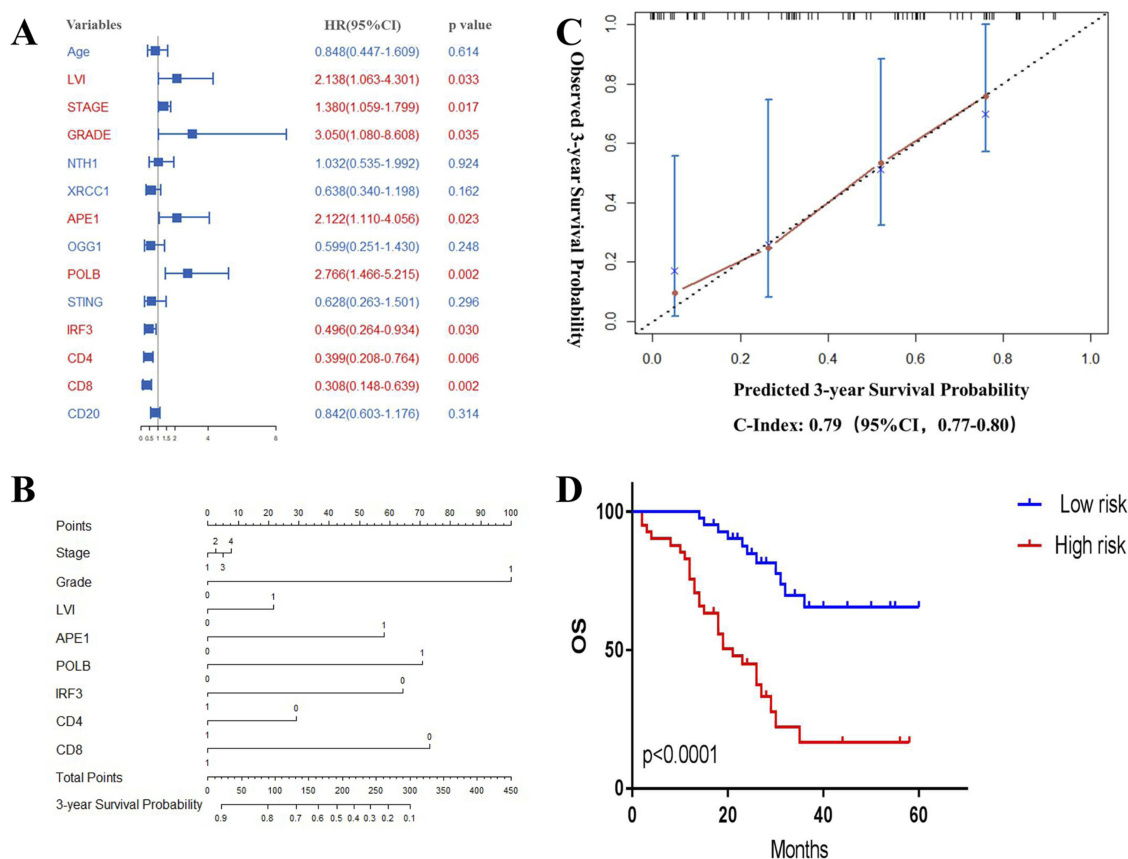 A
Variables HR(95%CI) p value
Age 0.848(0.447-1.609) 0.614
LVI 2.138(1.063-4.301) 0.033
STAGE 1.380(1.059-1.799) 0.017
GRADE 3.050(1.080-8.608) 0.035
NTH1 1.032(0.535-1.992) 0.924
XRCC1 0.638(0.340-1.198) 0.162
APE1 2.122(1.110-4.056) 0.023
OGG1 0.599(0.251-1.430) 0.248
POLB 2.766(1.466-5.215) 0.002
STING 0.628(0.263-1.501) 0.296
IRF3 0.496(0.264-0.934) 0.030
CD4 0.399(0.208-0.764) 0.006
CD8 0.308(0.148-0.639) 0.002
CD20 0.842(0.603-1.176) 0.314
0 0.5 1 1.5 2 4 6
B
Points 0 10 20 30 40 50 60 70 80 90 100
2 4
Stage
1 3
Grade 0 1
LVI 0 1
APE1 0 1
POLB 0 1
IRF3 0
1
CD4 0
1
CD8 0
1
Total Points
0 50 100 150 200 250 300 350 400 450
3-year Survival Probability
0.9 0.8 0.7 0.6 0.5 0.4 0.3 0.2 0.1
C
Observed 3-year Survival Probability
1.0
0.8
0.6
0.4
0.2
0.0
0.0 0.2 0.4 0.6 0.8 1.0
Predicted 3-year Survival Probability
C-Index: 0.79（95%CI，0.77-0.80）
D
Low risk
High risk
OS
100
50
0
p<0.0001
0 20 40 60
Months